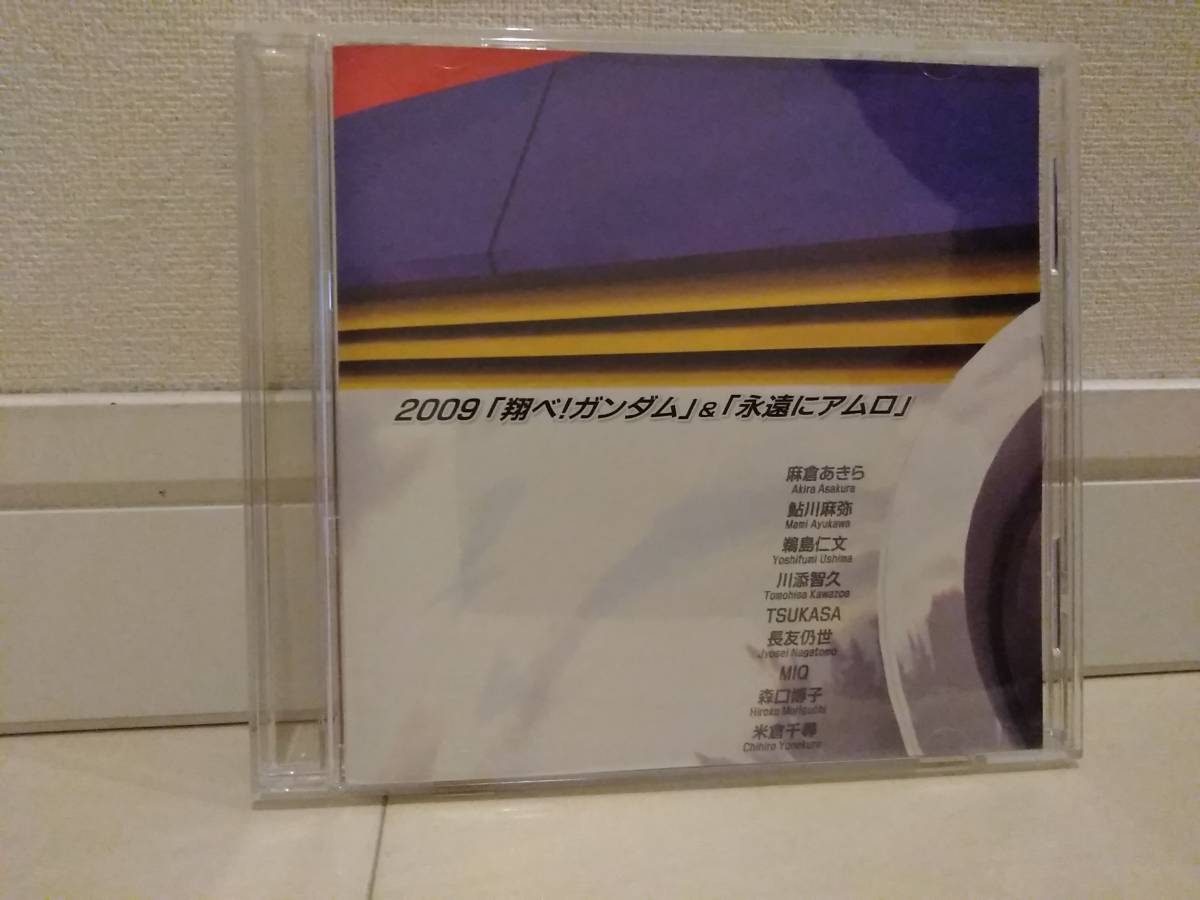 2009「翔べ!ガンダム」&「永遠にアムロ」
麻倉あきら
Akira Asakura
鮎川麻弥
Mami Ayukawa
鵜島仁文
Yoshifumi Ushima
川添智久
Tomohisa Kawazoe
TSUKASA
長友仍世
Jyosei Nagatomo
MIQ
森口博子
Hiroko Moriguchi
米倉千尋
Chihiro Yonekura